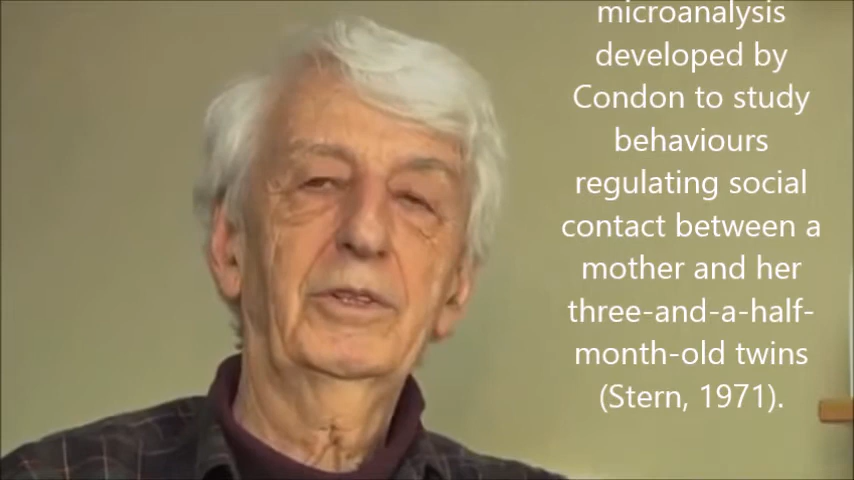 microanalysis
developed by
Condon to study
behaviours
regulating social
contact between a
mother and her
three-and-a-half-
month-old twins
(Stern, 1971).